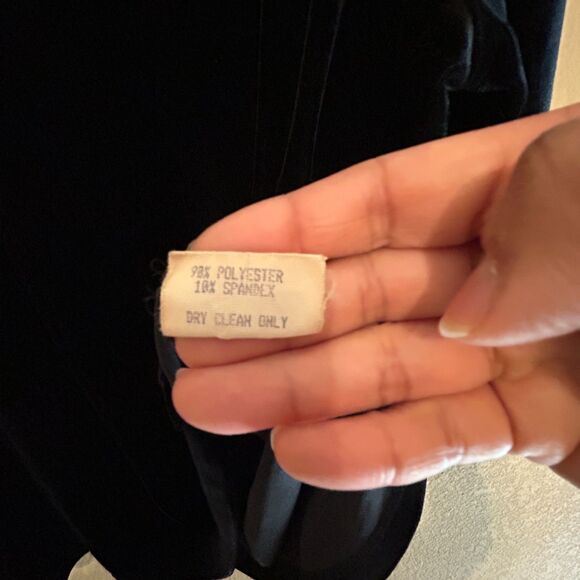 90% POLYESTER
10% SPANDEX
DRY CLEAN ONLY